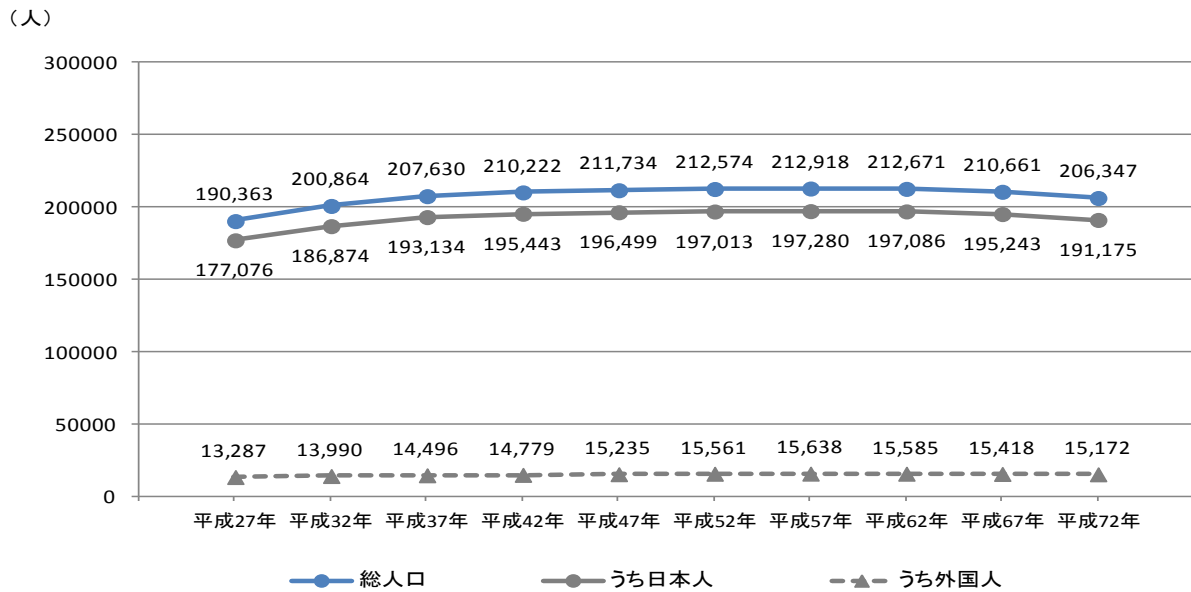 （人）
300000
250000
200000
150000
100000
50000
0
190,363 200,864 207,630 210,222 211,734 212,574 212,918 212,671 210,661 206,347
177,076 186,874 193,134 195,443 196,499 197,013 197,280 197,086 195,243 191,175
13,287 13,990 14,496 14,779 15,235 15,561 15,638 15,585 15,418 15,172
平成27年 平成32年 平成37年 平成42年 平成47年 平成52年 平成57年 平成62年 平成67年 平成72年
総人口 うち日本人 うち外国人